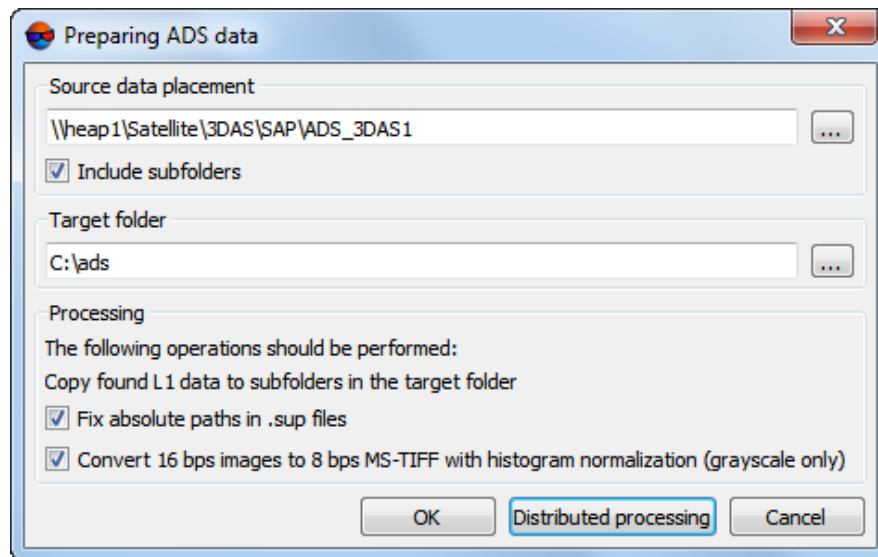 Preparing ADS data
Source data placement
\\heap1\Satellite\3DAS\SAP\ADS_3DAS1
...
Include subfolders
Target folder
C:\ads
...
Processing
The following operations should be performed:
Copy found L1 data to subfolders in the target folder
Fix absolute paths in .sup files
Convert 16 bps images to 8 bps MS-TIFF with histogram normalization (grayscale only)
OK Distributed processing Cancel